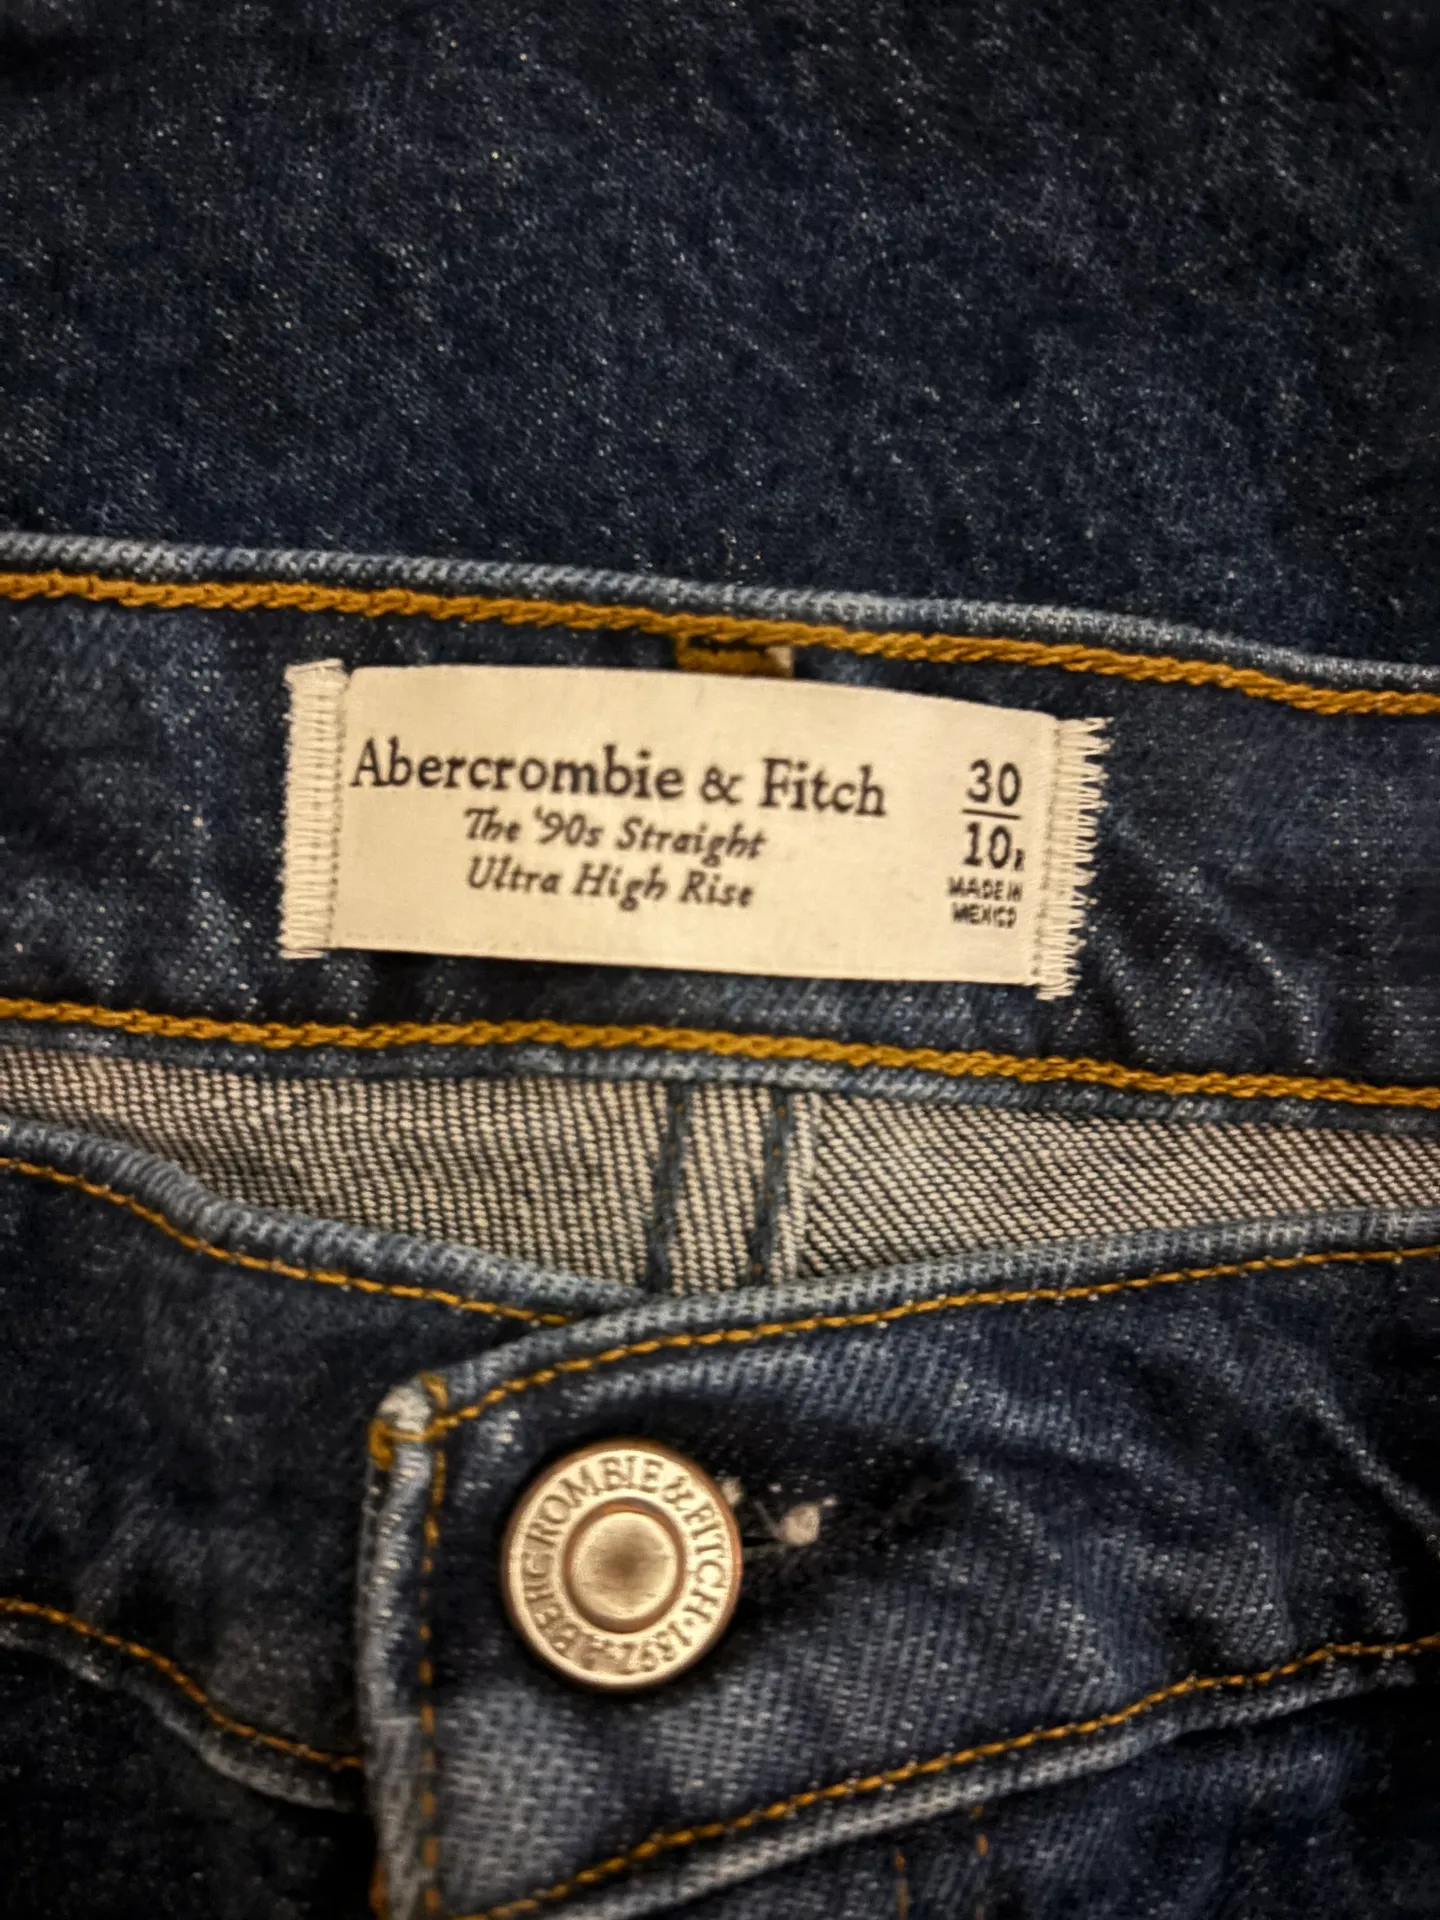 Abercrombie & Fitch
The '90s Straight
Ultra High Rise
30
10R
MADE IN
MEXICO
ABERCROMBIE & FITCH · 1892 ·